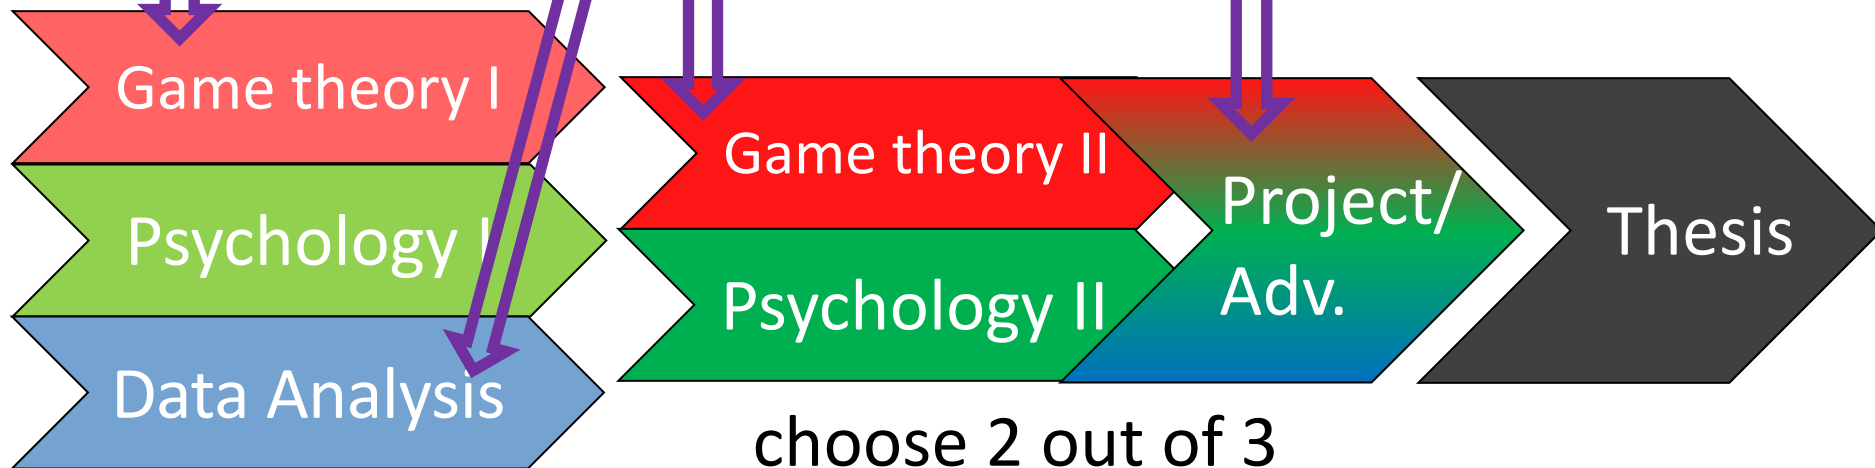 Game theory I
Psychology I
Data Analysis
Game theory II
Psychology II
Project/
Adv.
Thesis
choose 2 out of 3